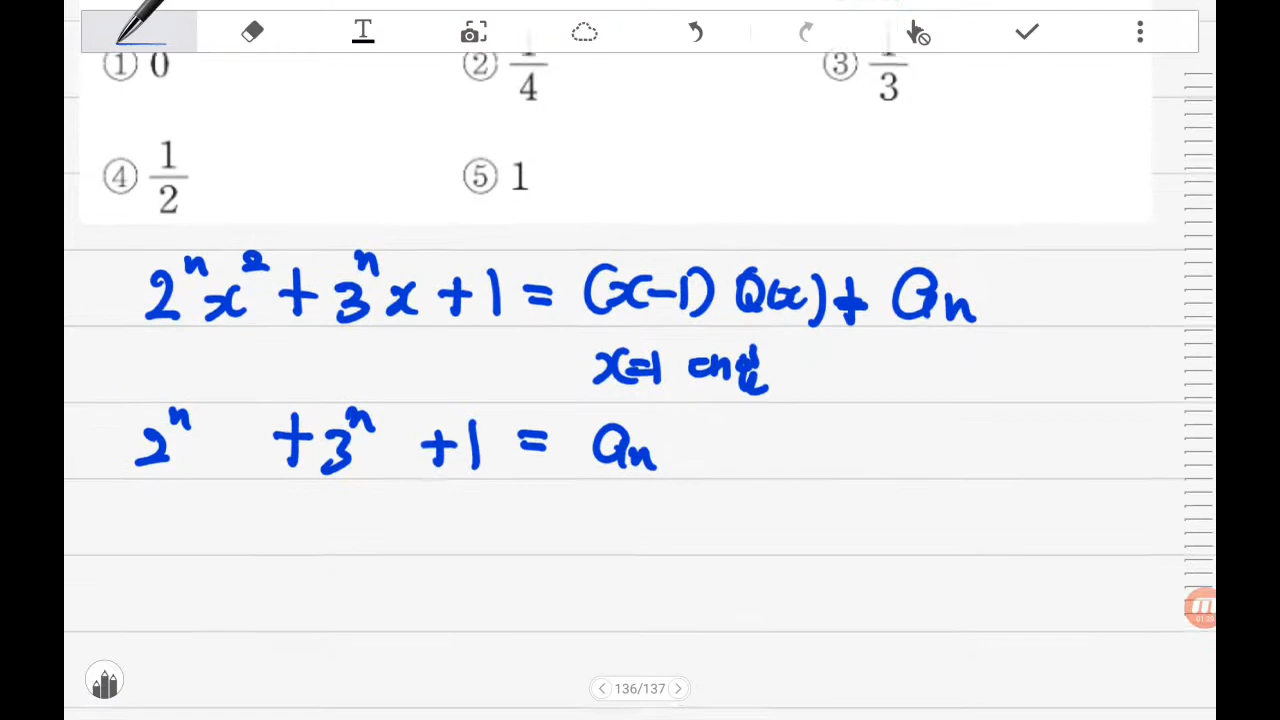 ① 0 ② 1/4 ③ 1/3
④ 1/2 ⑤ 1
2ⁿx² + 3ⁿx + 1 = (x-1) Q(x) + aₙ
x=1
2ⁿ + 3ⁿ + 1 = aₙ
136/137